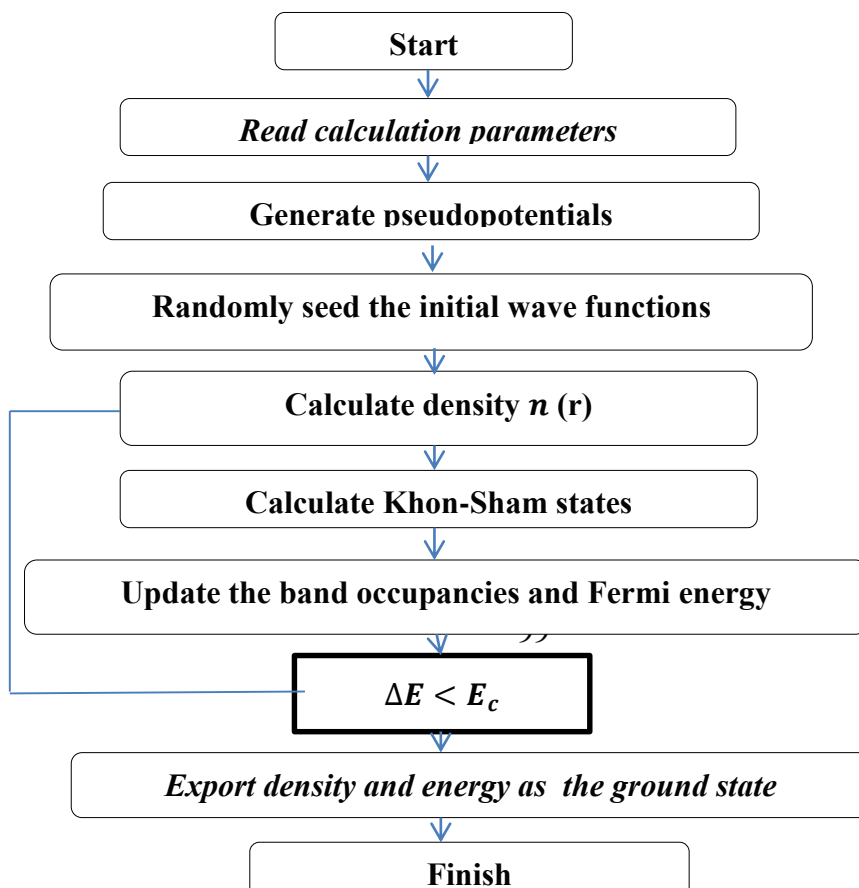 Start
Read calculation parameters
Generate pseudopotentials
Randomly seed the initial wave functions
Calculate density n (r)
Calculate Khon-Sham states
Update the band occupancies and Fermi energy
ΔE < E_c
Export density and energy as the ground state
Finish